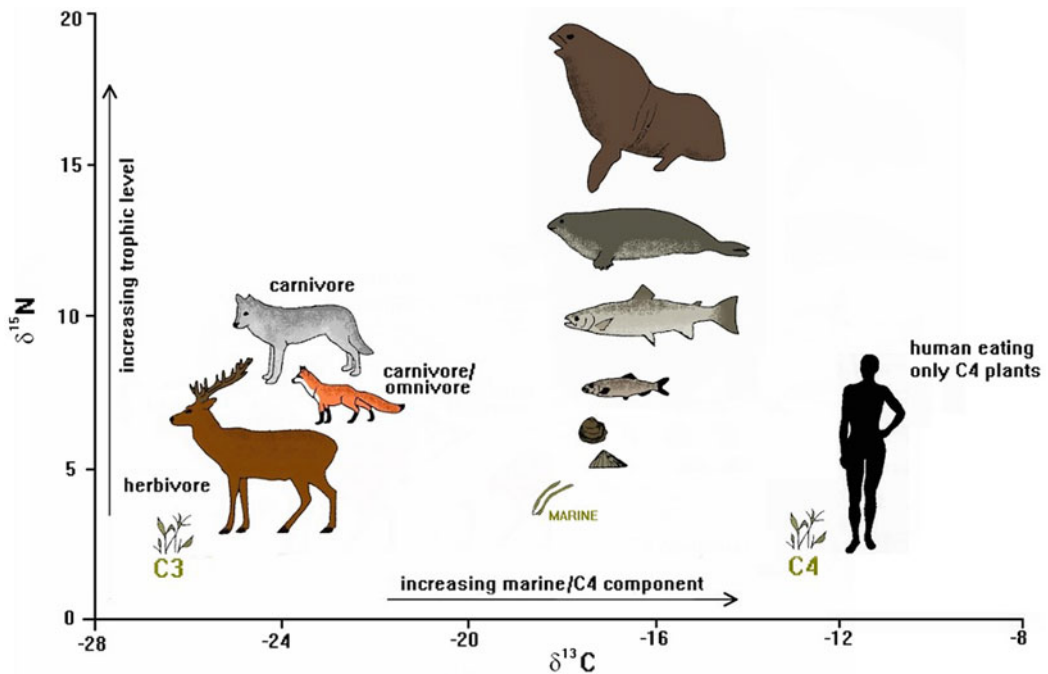 20
15
10
5
0
δ15N
increasing trophic level
carnivore
carnivore/
omnivore
herbivore
C3
MARINE
human eating
only C4 plants
C4
increasing marine/C4 component
-28
-24
-20
-16
-12
-8
δ13C